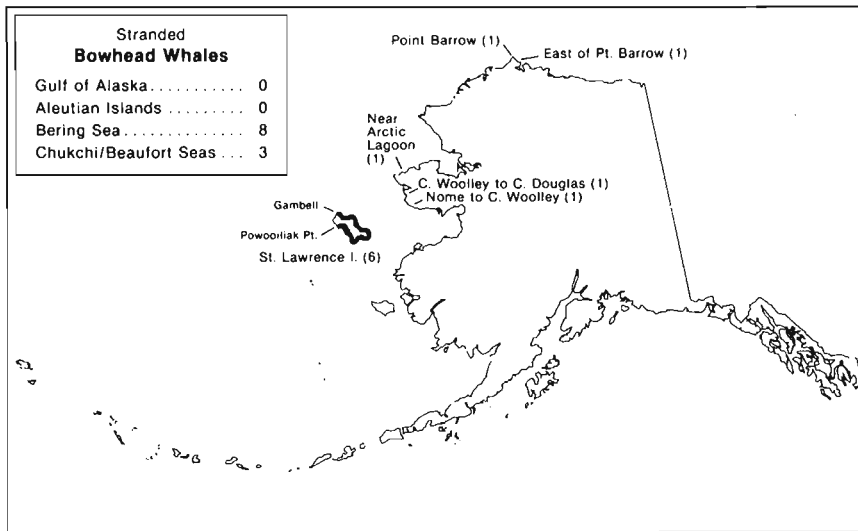 Stranded
Bowhead Whales
Gulf of Alaska........... 0
Aleutian Islands ......... 0
Bering Sea .............. 8
Chukchi/Beaufort Seas ... 3
Point Barrow (1)
East of Pt. Barrow (1)
Near
Arctic
Lagoon
(1)
C. Woolley to C. Douglas (1)
Nome to C. Woolley (1)
Gambell
Powooiliak Pt.
St. Lawrence I. (6)